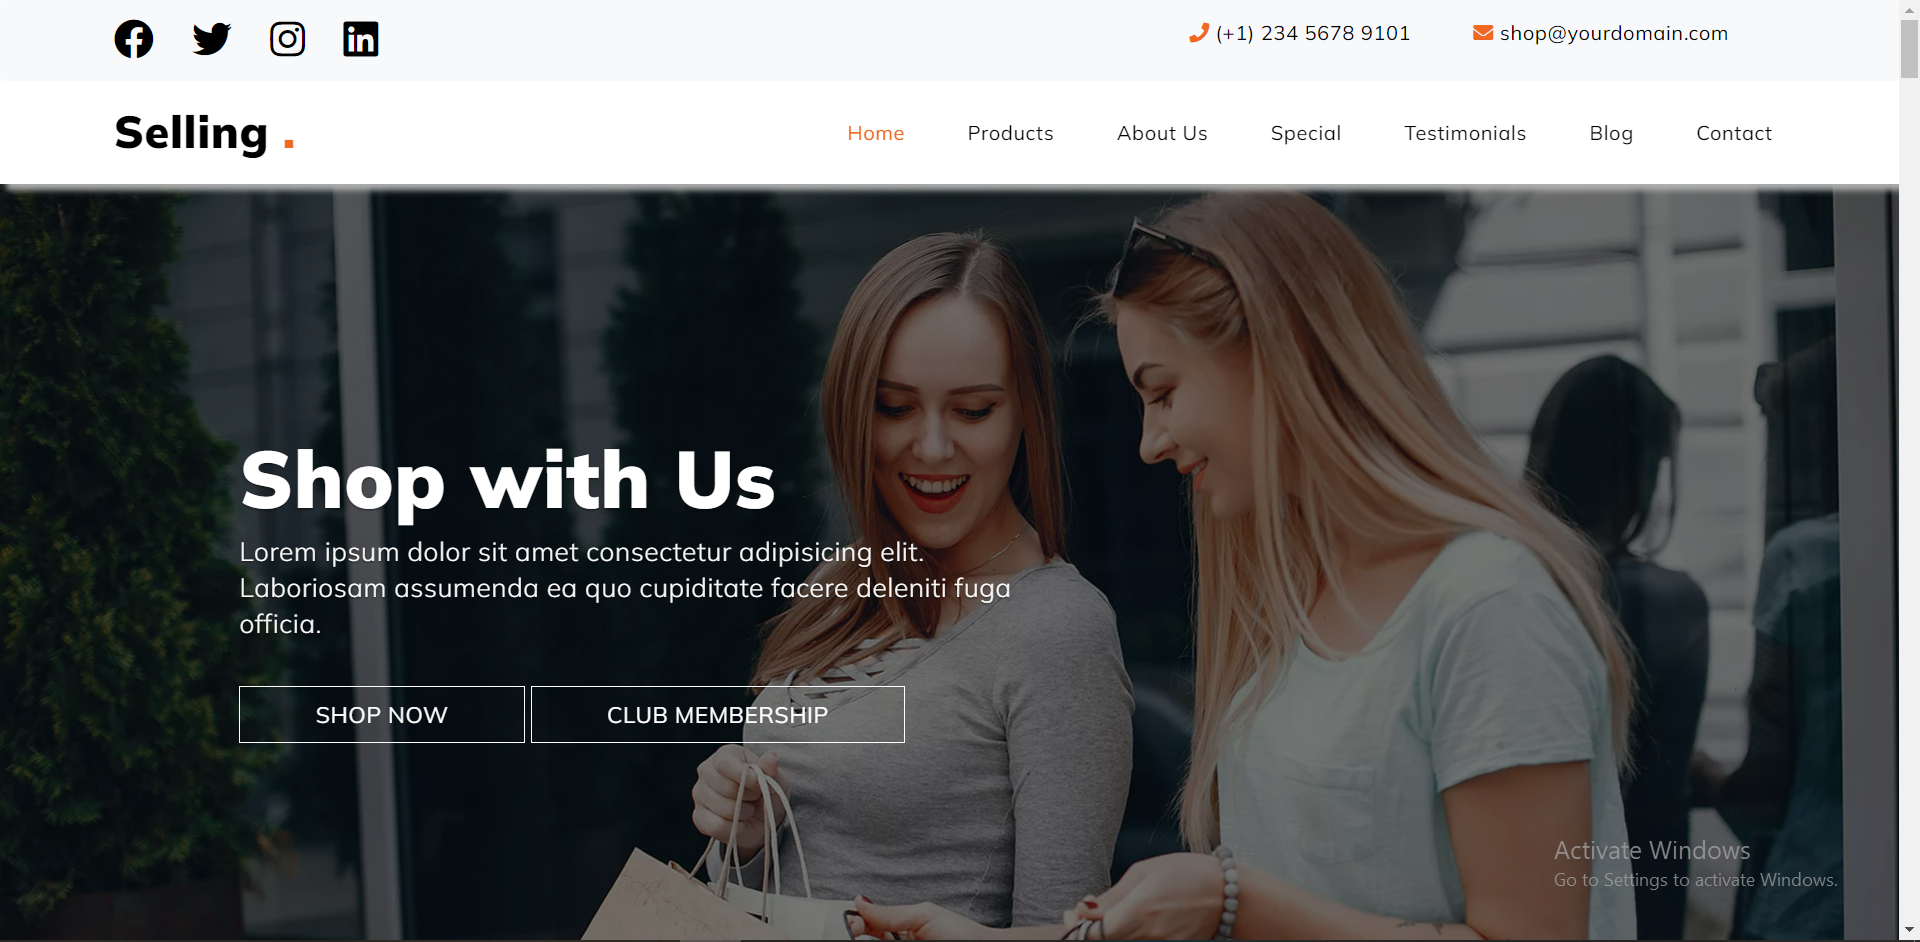 (+1) 234 5678 9101
shop@yourdomain.com
Selling .
Home Products About Us Special Testimonials Blog Contact
Shop with Us
Lorem ipsum dolor sit amet consectetur adipisicing elit.
Laboriosam assumenda ea quo cupiditate facere deleniti fuga
officia.
SHOP NOW
CLUB MEMBERSHIP
Activate Windows
Go to Settings to activate Windows.